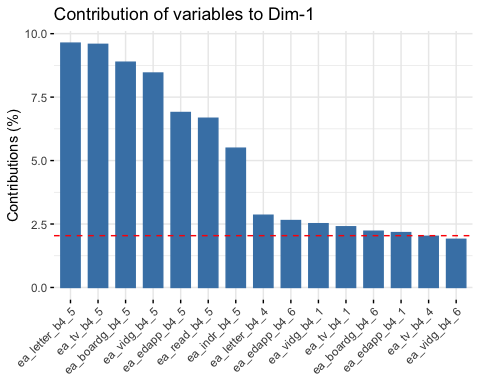 Contribution of variables to Dim-1
Contributions (%)
10.0
7.5
5.0
2.5
0.0
ea_letter_b4_5
ea_tv_b4_5
ea_boardg_b4_5
ea_vidg_b4_5
ea_edapp_b4_5
ea_read_b4_5
ea_indr_b4_5
ea_letter_b4_4
ea_edapp_b4_6
ea_vidg_b4_1
ea_tv_b4_1
ea_boardg_b4_6
ea_edapp_b4_1
ea_tv_b4_4
ea_vidg_b4_6